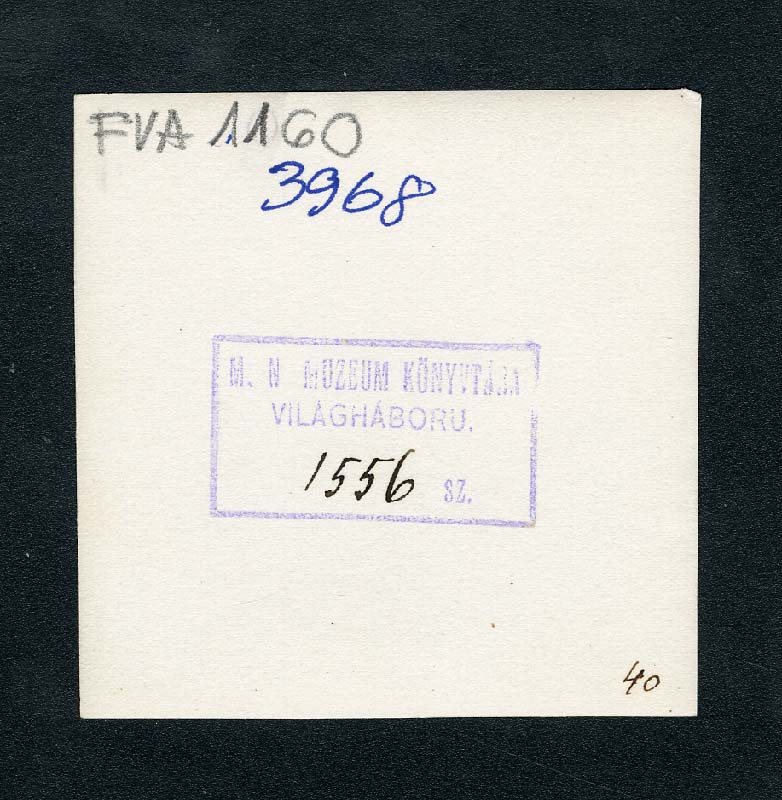 FVA 1160
3968
M. N MUZEUM KÖNYVTÁRA
VILÁGHÁBORU.
1556 SZ.
40